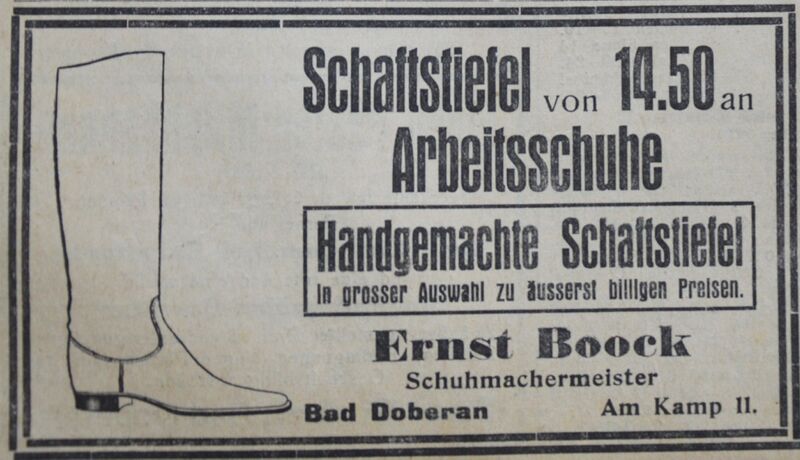 Schaftstiefel von 14.50 an
Arbeitsschuhe
Handgemachte Schaftstiefel
in grosser Auswahl zu äusserst billigen Preisen.
Ernst Boock
Schuhmachermeister
Bad Doberan Am Kamp 11.